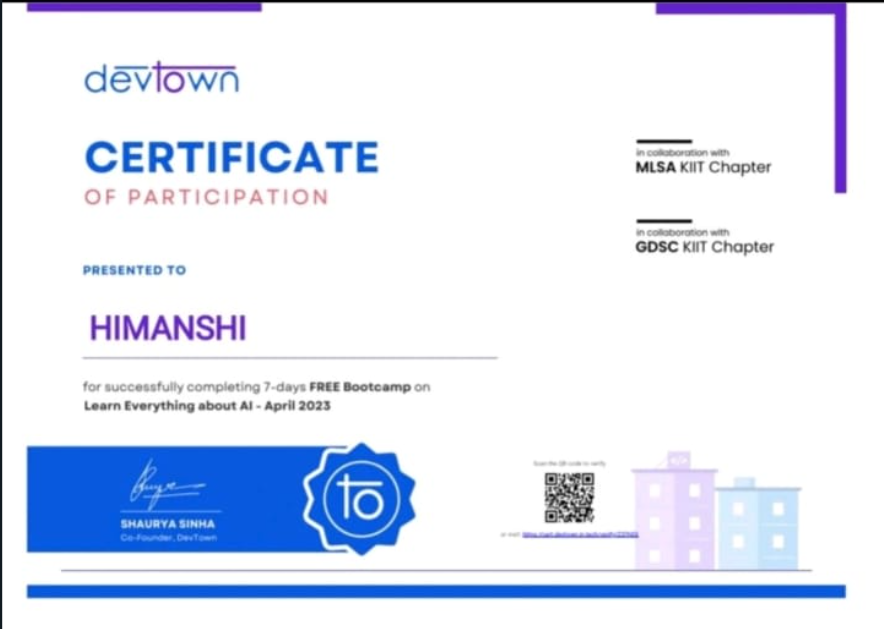 devtown
CERTIFICATE
OF PARTICIPATION
in collaboration with
MLSA KIIT Chapter
in collaboration with
GDSC KIIT Chapter
PRESENTED TO
HIMANSHI
for successfully completing 7-days FREE Bootcamp on
Learn Everything about AI - April 2023
SHAURYA SINHA
Co-Founder, DevTown
to
Scan the QR code to verify
or visit